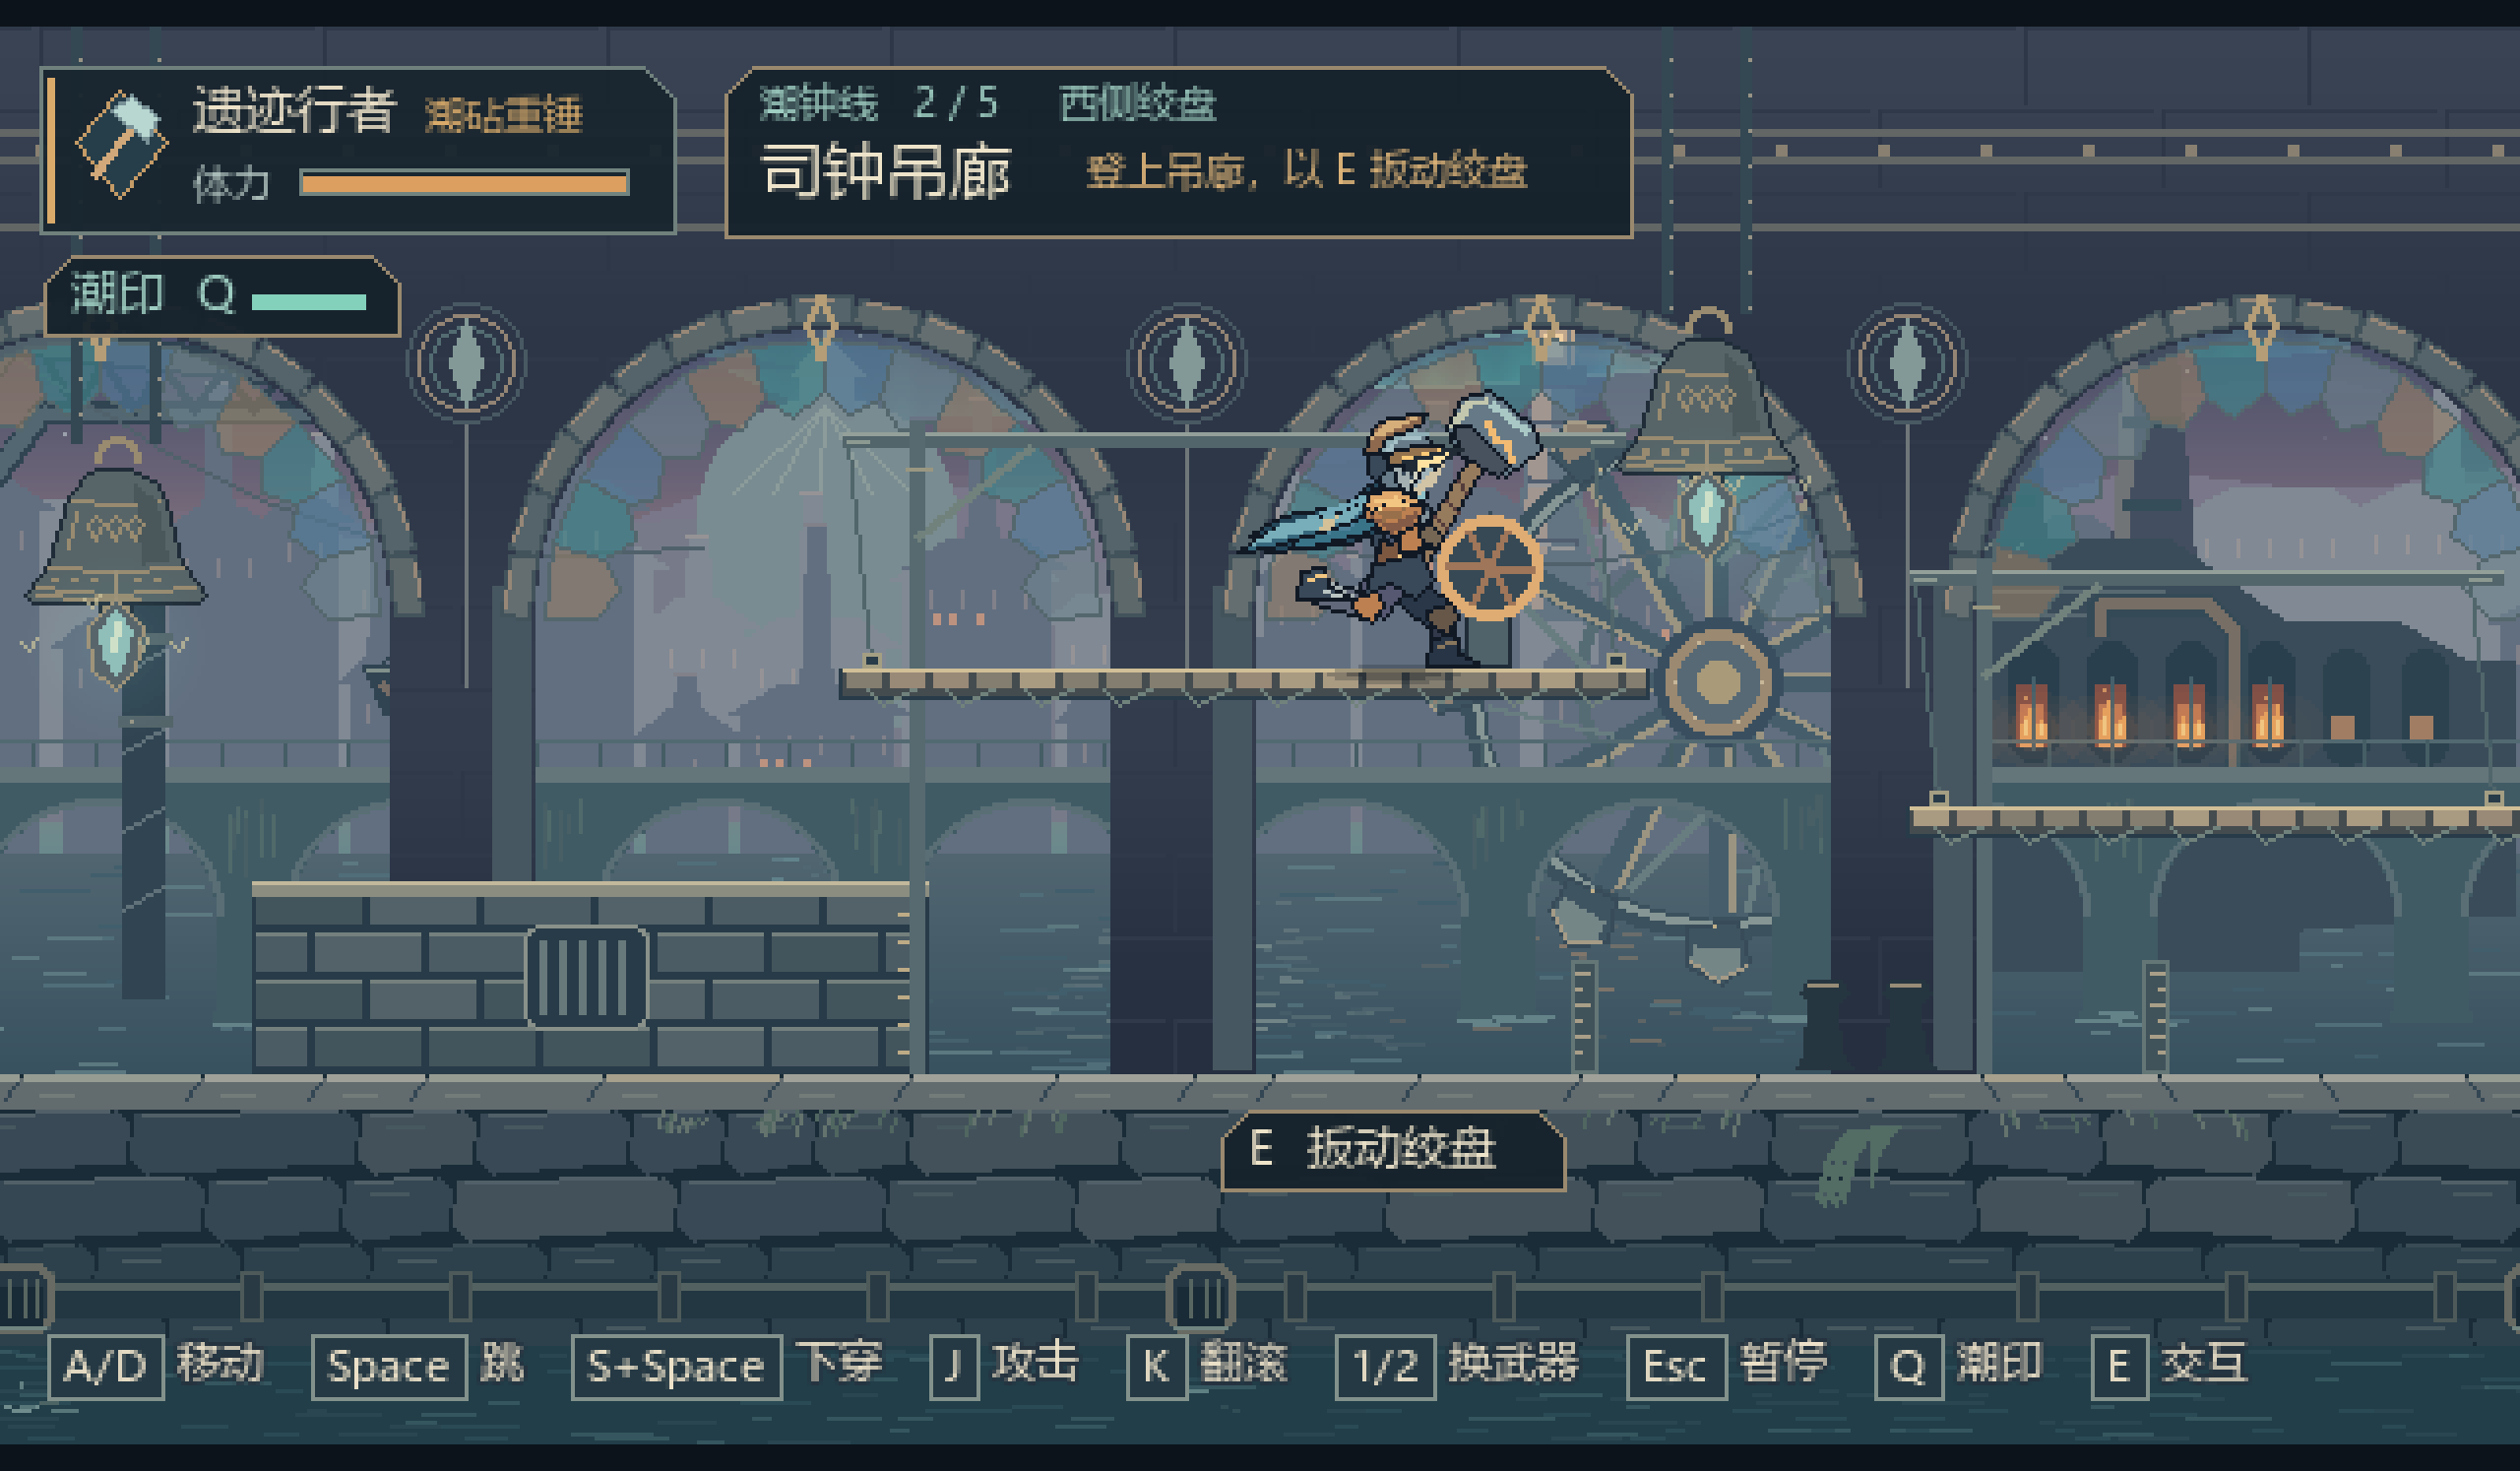 遗迹行者 潮砧重锤
体力
潮印 Q
潮钟线 2 / 5 西侧绞盘
司钟吊廊 登上吊廊，以 E 扳动绞盘
E 扳动绞盘
A/D 移动 Space 跳 S+Space 下穿 J 攻击 K 翻滚 1/2 换武器 Esc 暂停 Q 潮印 E 交互